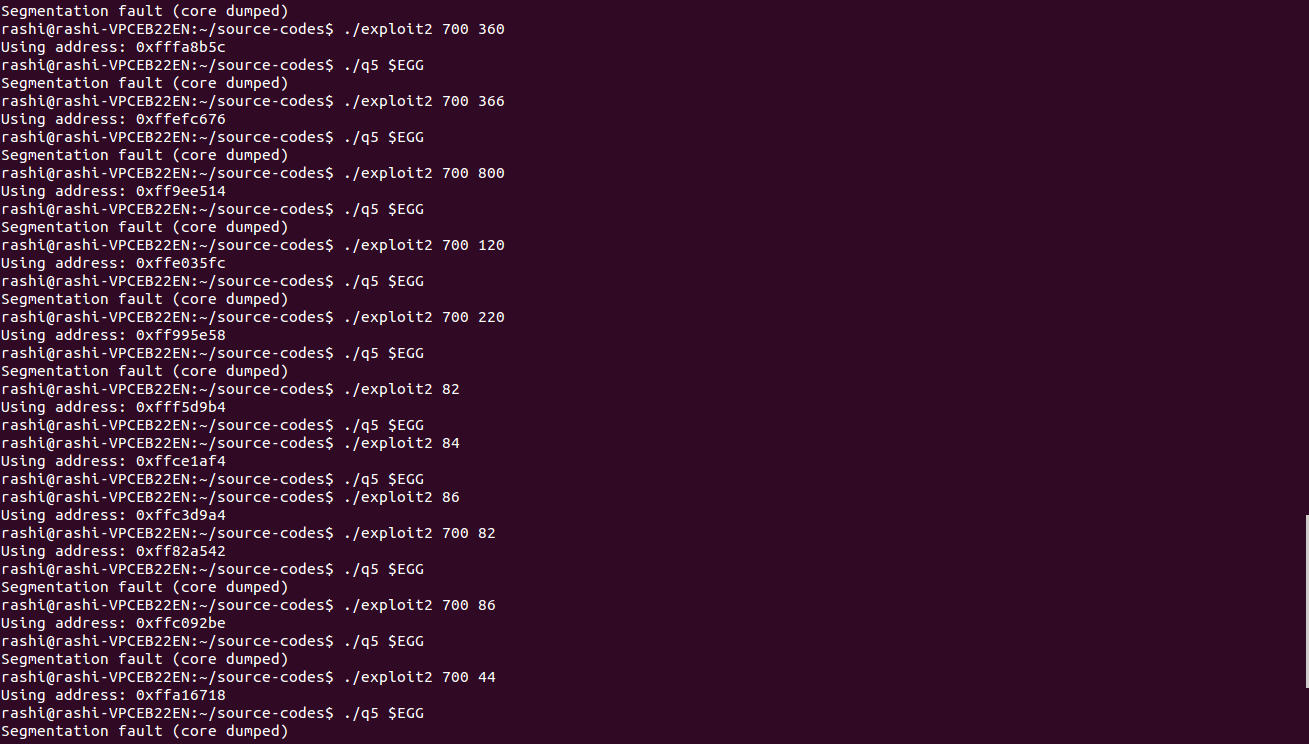 Segmentation fault (core dumped)
rashi@rashi-VPCEB22EN:~/source-codes$ ./exploit2 700 360
Using address: 0xfffa8b5c
rashi@rashi-VPCEB22EN:~/source-codes$ ./q5 $EGG
Segmentation fault (core dumped)
rashi@rashi-VPCEB22EN:~/source-codes$ ./exploit2 700 366
Using address: 0xffefc676
rashi@rashi-VPCEB22EN:~/source-codes$ ./q5 $EGG
Segmentation fault (core dumped)
rashi@rashi-VPCEB22EN:~/source-codes$ ./exploit2 700 800
Using address: 0xff9ee514
rashi@rashi-VPCEB22EN:~/source-codes$ ./q5 $EGG
Segmentation fault (core dumped)
rashi@rashi-VPCEB22EN:~/source-codes$ ./exploit2 700 120
Using address: 0xffe035fc
rashi@rashi-VPCEB22EN:~/source-codes$ ./q5 $EGG
Segmentation fault (core dumped)
rashi@rashi-VPCEB22EN:~/source-codes$ ./exploit2 700 220
Using address: 0xff995e58
rashi@rashi-VPCEB22EN:~/source-codes$ ./q5 $EGG
Segmentation fault (core dumped)
rashi@rashi-VPCEB22EN:~/source-codes$ ./exploit2 82
Using address: 0xfff5d9b4
rashi@rashi-VPCEB22EN:~/source-codes$ ./q5 $EGG
rashi@rashi-VPCEB22EN:~/source-codes$ ./exploit2 84
Using address: 0xffce1af4
rashi@rashi-VPCEB22EN:~/source-codes$ ./q5 $EGG
rashi@rashi-VPCEB22EN:~/source-codes$ ./exploit2 86
Using address: 0xffc3d9a4
rashi@rashi-VPCEB22EN:~/source-codes$ ./exploit2 700 82
Using address: 0xff82a542
rashi@rashi-VPCEB22EN:~/source-codes$ ./q5 $EGG
Segmentation fault (core dumped)
rashi@rashi-VPCEB22EN:~/source-codes$ ./exploit2 700 86
Using address: 0xffc092be
rashi@rashi-VPCEB22EN:~/source-codes$ ./q5 $EGG
Segmentation fault (core dumped)
rashi@rashi-VPCEB22EN:~/source-codes$ ./exploit2 700 44
Using address: 0xffa16718
rashi@rashi-VPCEB22EN:~/source-codes$ ./q5 $EGG
Segmentation fault (core dumped)